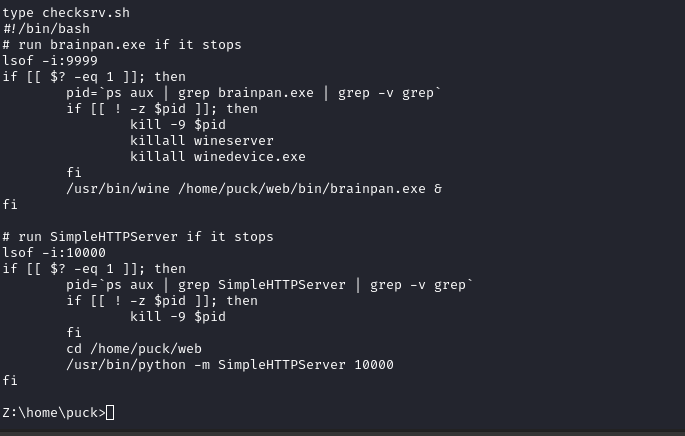 type checksrv.sh
#!/bin/bash
# run brainpan.exe if it stops
lsof -i:9999
if [[ $? -eq 1 ]]; then
        pid=`ps aux | grep brainpan.exe | grep -v grep`
        if [[ ! -z $pid ]]; then
                kill -9 $pid
                killall wineserver
                killall winedevice.exe
        fi
        /usr/bin/wine /home/puck/web/bin/brainpan.exe &
fi

# run SimpleHTTPServer if it stops
lsof -i:10000
if [[ $? -eq 1 ]]; then
        pid=`ps aux | grep SimpleHTTPServer | grep -v grep`
        if [[ ! -z $pid ]]; then
                kill -9 $pid
        fi
        cd /home/puck/web
        /usr/bin/python -m SimpleHTTPServer 10000
fi

Z:\home\puck>